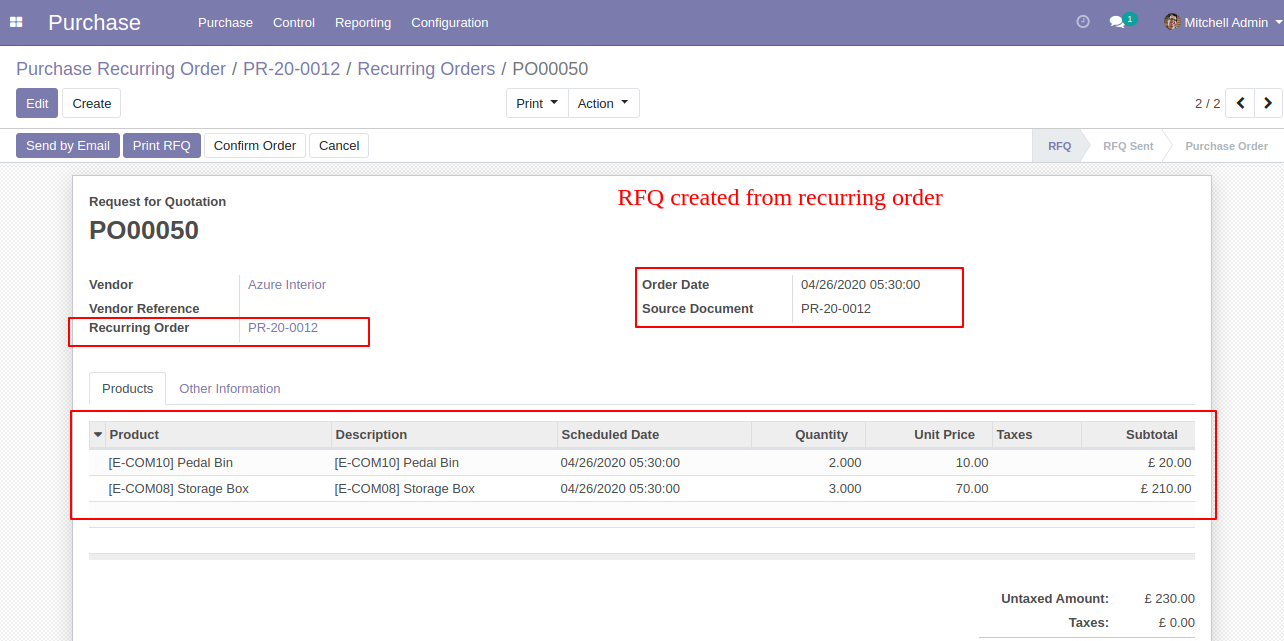 Purchase Purchase Control Reporting Configuration 1 Mitchell Admin
Purchase Recurring Order / PR-20-0012 / Recurring Orders / PO00050
Edit Create Print Action 2 / 2
Send by Email Print RFQ Confirm Order Cancel RFQ RFQ Sent Purchase Order
RFQ created from recurring order
Request for Quotation
PO00050
Vendor Azure Interior Order Date 04/26/2020 05:30:00
Vendor Reference Source Document PR-20-0012
Recurring Order PR-20-0012
Products Other Information
Product Description Scheduled Date Quantity Unit Price Taxes Subtotal
[E-COM10] Pedal Bin [E-COM10] Pedal Bin 04/26/2020 05:30:00 2.000 10.00 £ 20.00
[E-COM08] Storage Box [E-COM08] Storage Box 04/26/2020 05:30:00 3.000 70.00 £ 210.00
Untaxed Amount: £ 230.00
Taxes: £ 0.00